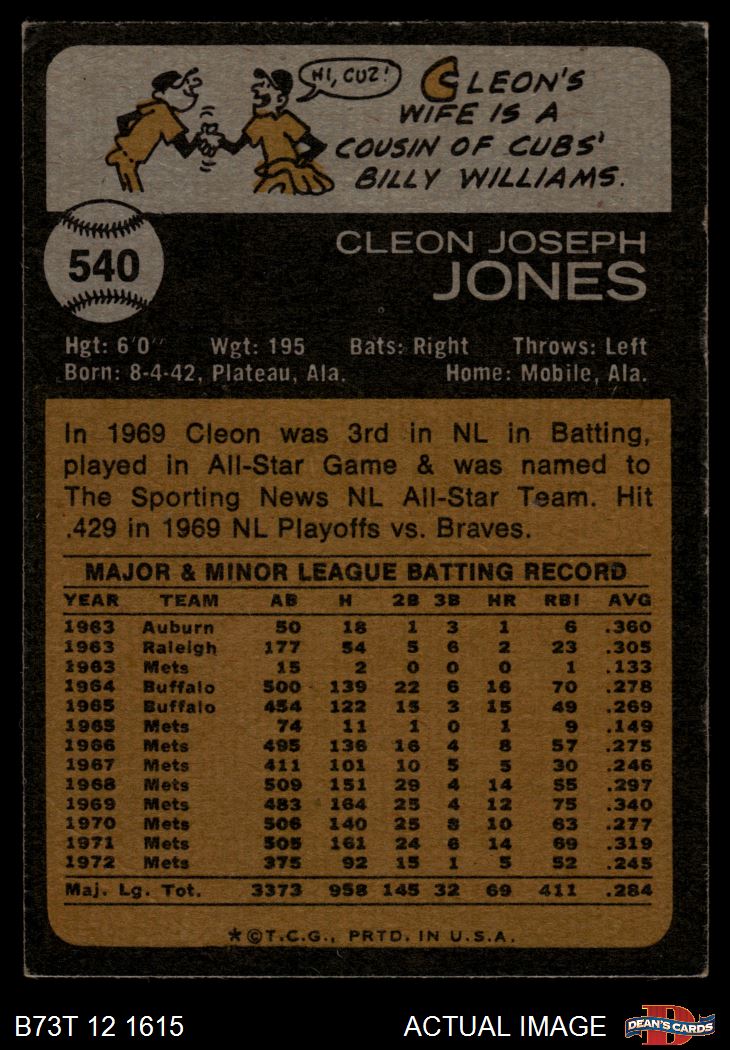 HI, CUZ!
CLEON'S
WIFE IS A
COUSIN OF CUBS'
BILLY WILLIAMS.
540
CLEON JOSEPH
JONES
Hgt: 6'0" Wgt: 195 Bats: Right Throws: Left
Born: 8-4-42, Plateau, Ala. Home: Mobile, Ala.
In 1969 Cleon was 3rd in NL in Batting,
played in All-Star Game & was named to
The Sporting News NL All-Star Team. Hit
.429 in 1969 NL Playoffs vs. Braves.
MAJOR & MINOR LEAGUE BATTING RECORD
YEAR TEAM AB H 2B 3B HR RBI AVG
1963 Auburn 50 18 1 3 1 6 .360
1963 Raleigh 177 54 5 6 2 23 .305
1963 Mets 15 2 0 0 0 1 .133
1964 Buffalo 500 139 22 6 16 70 .278
1965 Buffalo 454 122 15 3 15 49 .269
1965 Mets 74 11 1 0 1 9 .149
1966 Mets 495 136 16 4 8 57 .275
1967 Mets 411 101 10 5 5 30 .246
1968 Mets 509 151 29 4 14 55 .297
1969 Mets 483 164 25 4 12 75 .340
1970 Mets 506 140 25 8 10 63 .277
1971 Mets 505 161 24 6 14 69 .319
1972 Mets 375 92 15 1 5 52 .245
Maj. Lg. Tot. 3373 958 145 32 69 411 .284
*©T.C.G., PRTD. IN U.S.A.
B73T 12 1615 ACTUAL IMAGE D DEAN'S CARDS